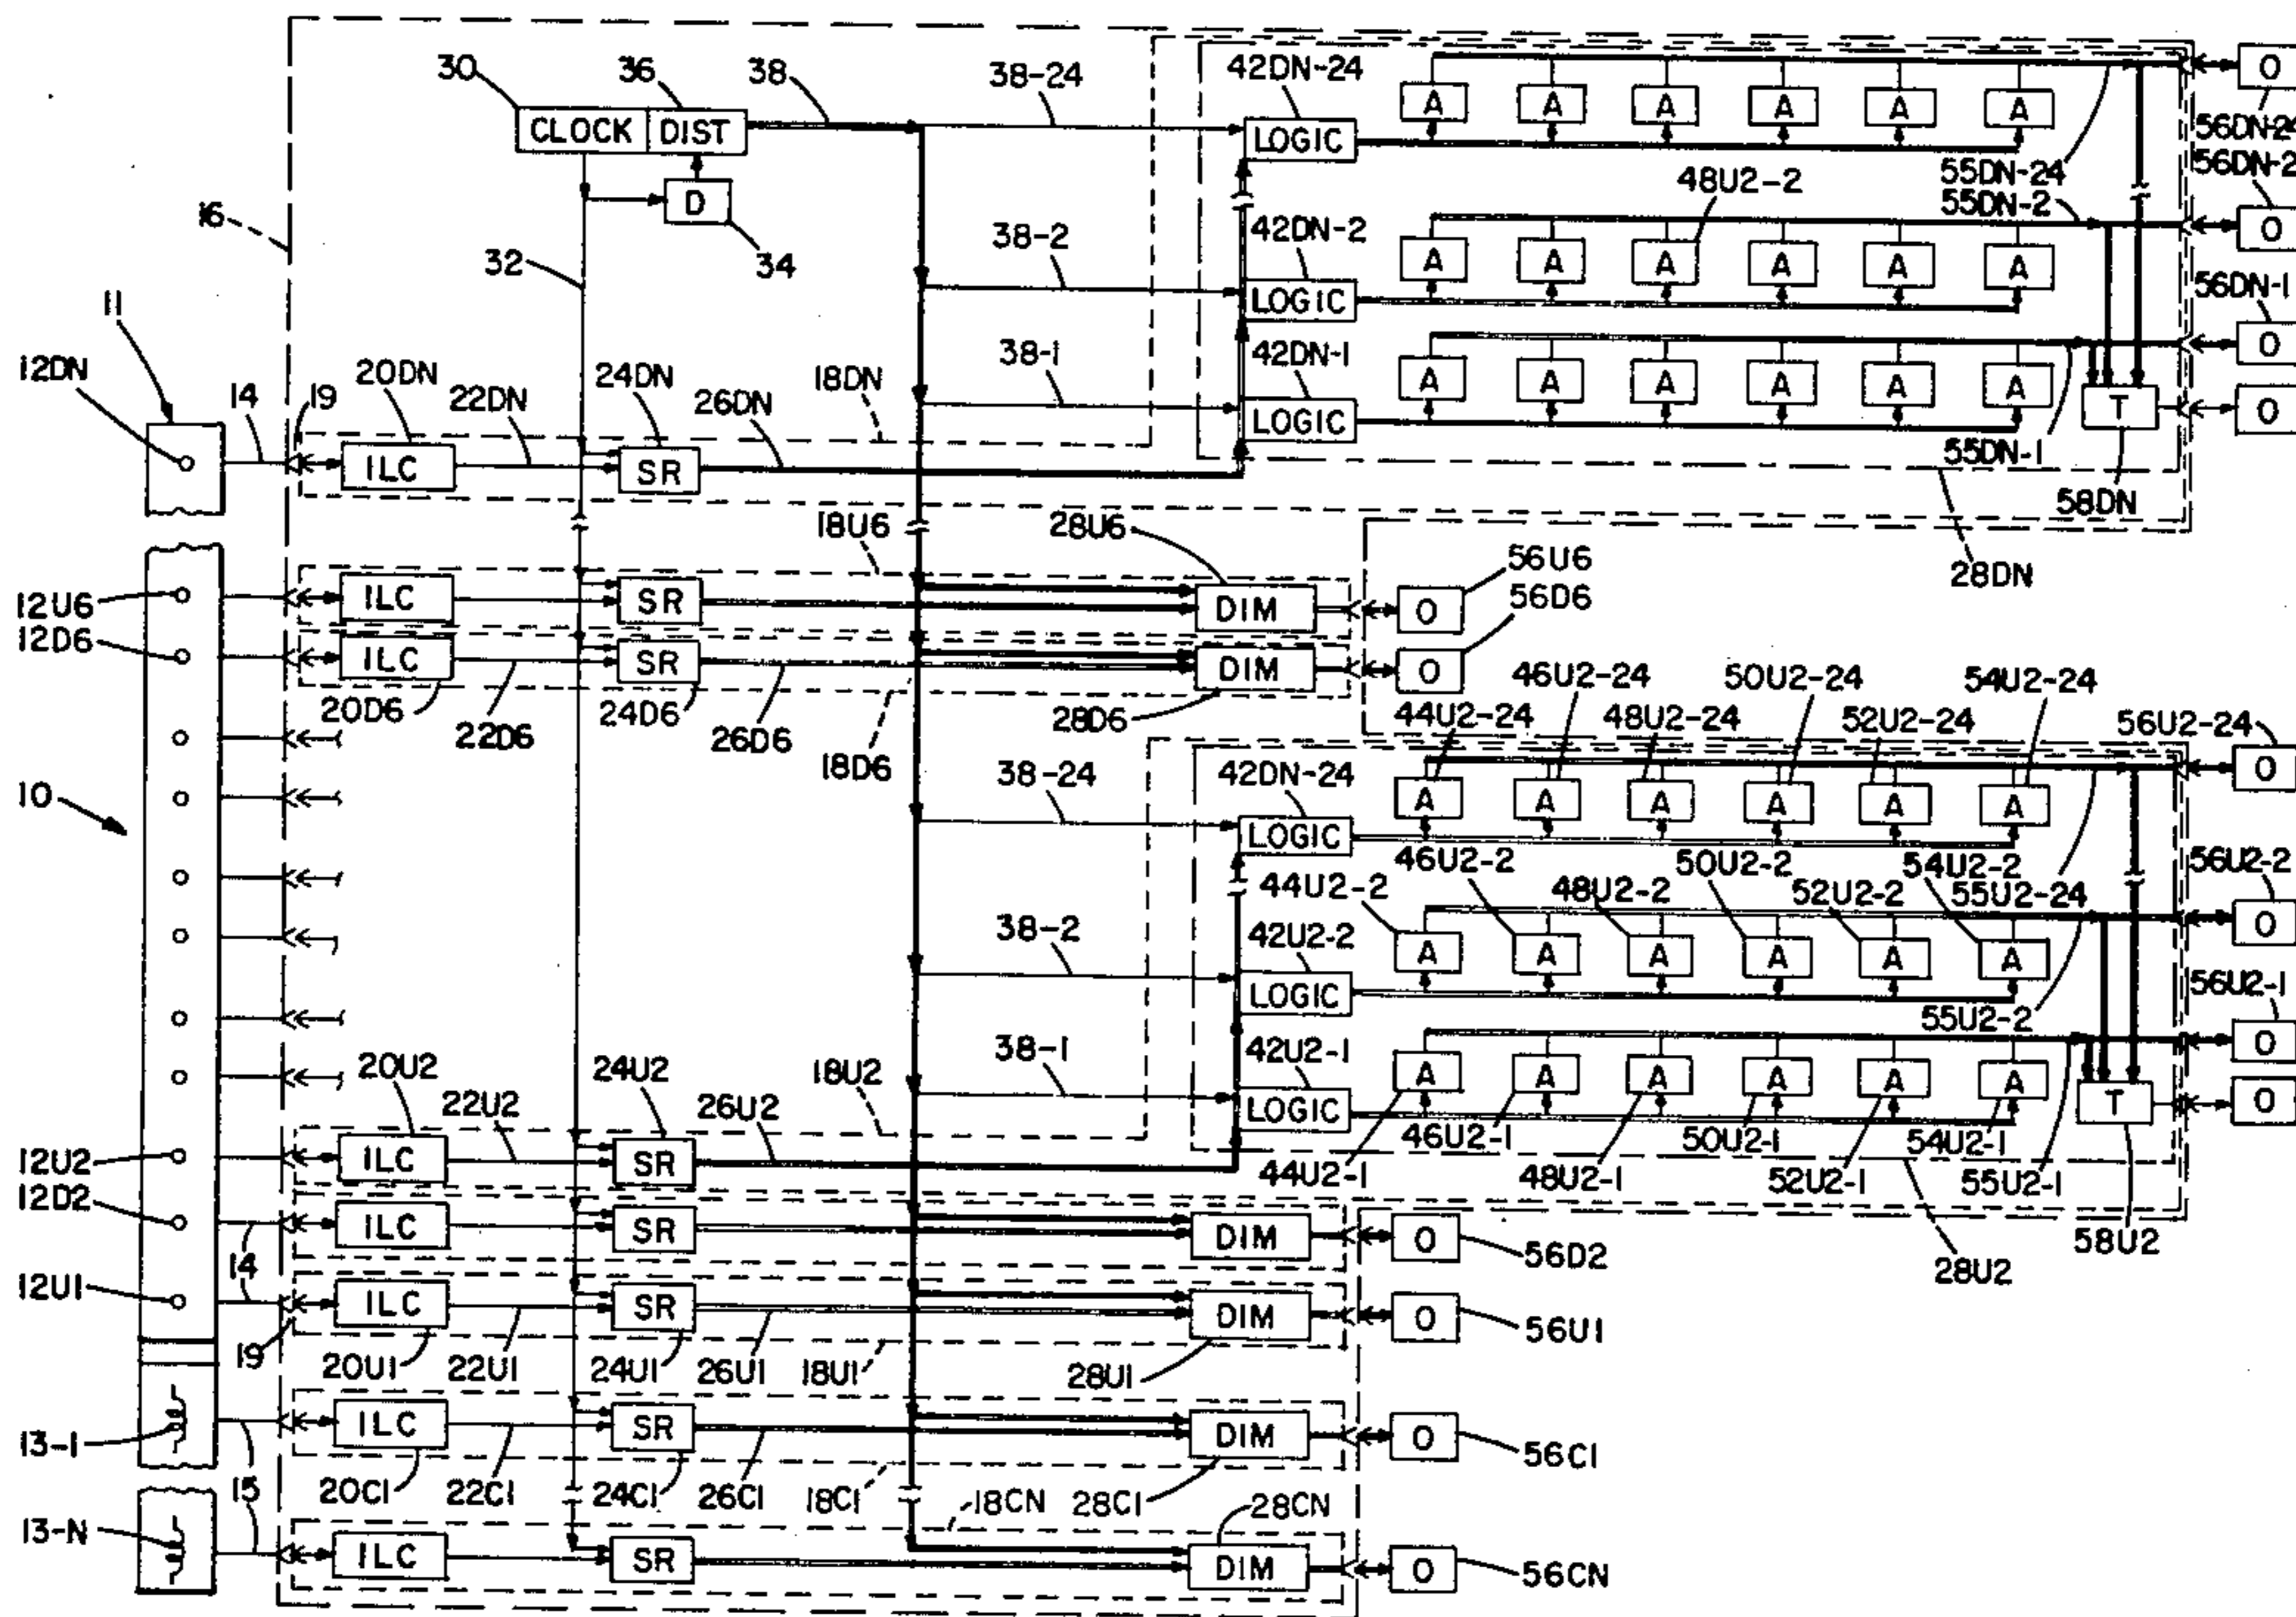 30
36
38
38-24
42DN-24
A A A A A A
O
CLOCK DIST
LOGIC
56DN-24
55DN-24
56DN-2
D
48U2-2
55DN-2
O
16
38-2
42DN-2
32
34
A A A A A A
LOGIC
56DN-1
11
38-1
42DN-1
O
12DN
20DN
24DN
18DN
A A A A A A
14
19
22DN
26DN
T
O
LOGIC
ILC
SR
55DN-1
58DN
18U6
28U6
56U6
28DN
12U6
ILC
SR
DIM
O
56D6
12D6
ILC
SR
DIM
O
20D6
22D6
24D6
26D6
18D6
28D6
46U2-24
50U2-24
54U2-24
44U2-24
48U2-24
52U2-24
56U2-24
38-24
42DN-24
O
10
A A A A A A
LOGIC
46U2-2
50U2-2
54U2-2
56U2-2
44U2-2
48U2-2
52U2-2
55U2-24
O
38-2
42U2-2
A A A A A A
LOGIC
56U2-1
55U2-2
38-1
42U2-1
O
20U2
24U2
18U2
A A A A A A
22U2
26U2
LOGIC
T
O
12U2
ILC
SR
46U2-1
50U2-1
54U2-1
44U2-1
48U2-1
52U2-1
55U2-1
12D2
ILC
SR
DIM
O
56D2
58U2
14
28U2
12U1
ILC
SR
DIM
O
56U1
19
20U1
22U1
24U1
26U1
18U1
28U1
13-1
ILC
SR
DIM
O
56C1
15
20C1
22C1
24C1
26C1
18C1
18CN
28C1
28CN
13-N
ILC
SR
DIM
O
56CN